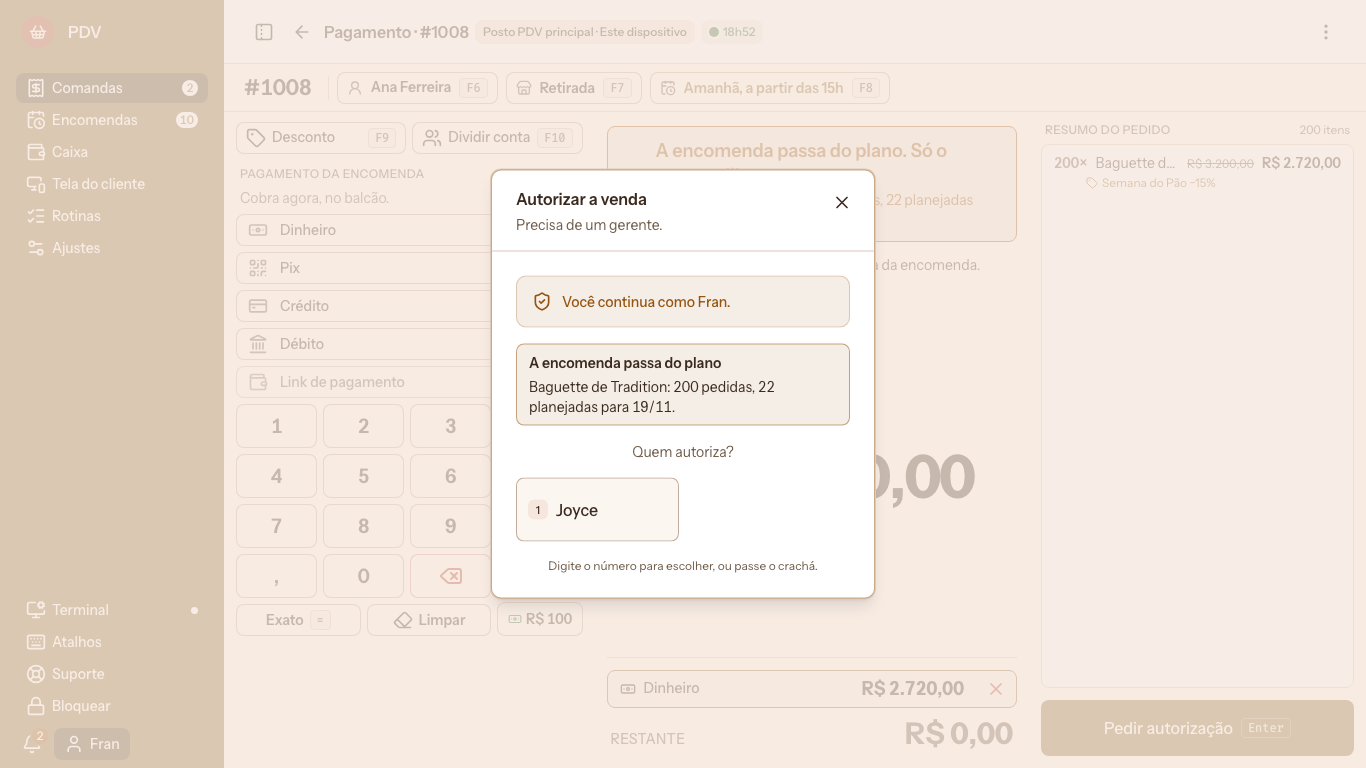 PDV
Comandas 2
Encomendas 10
Caixa
Tela do cliente
Rotinas
Ajustes
Terminal
Atalhos
Suporte
Bloquear
2
Fran
Pagamento · #1008
Posto PDV principal · Este dispositivo
18h52
#1008
Ana Ferreira F6
Retirada F7
Amanhã, a partir das 15h F8
Desconto F9
Dividir conta F10
PAGAMENTO DA ENCOMENDA
Cobra agora, no balcão.
Dinheiro
Pix
Crédito
Débito
Link de pagamento
1 2 3
4 5 6
7 8 9
, 0
Exato =
Limpar
R$ 100
A encomenda passa do plano. Só o
s, 22 planejadas
da encomenda.
0,00
Dinheiro R$ 2.720,00
RESTANTE R$ 0,00
Autorizar a venda
Precisa de um gerente.
Você continua como Fran.
A encomenda passa do plano
Baguette de Tradition: 200 pedidas, 22
planejadas para 19/11.
Quem autoriza?
1 Joyce
Digite o número para escolher, ou passe o crachá.
RESUMO DO PEDIDO 200 itens
200× Baguette d... R$ 3.200,00 R$ 2.720,00
Semana do Pão −15%
Pedir autorização Enter